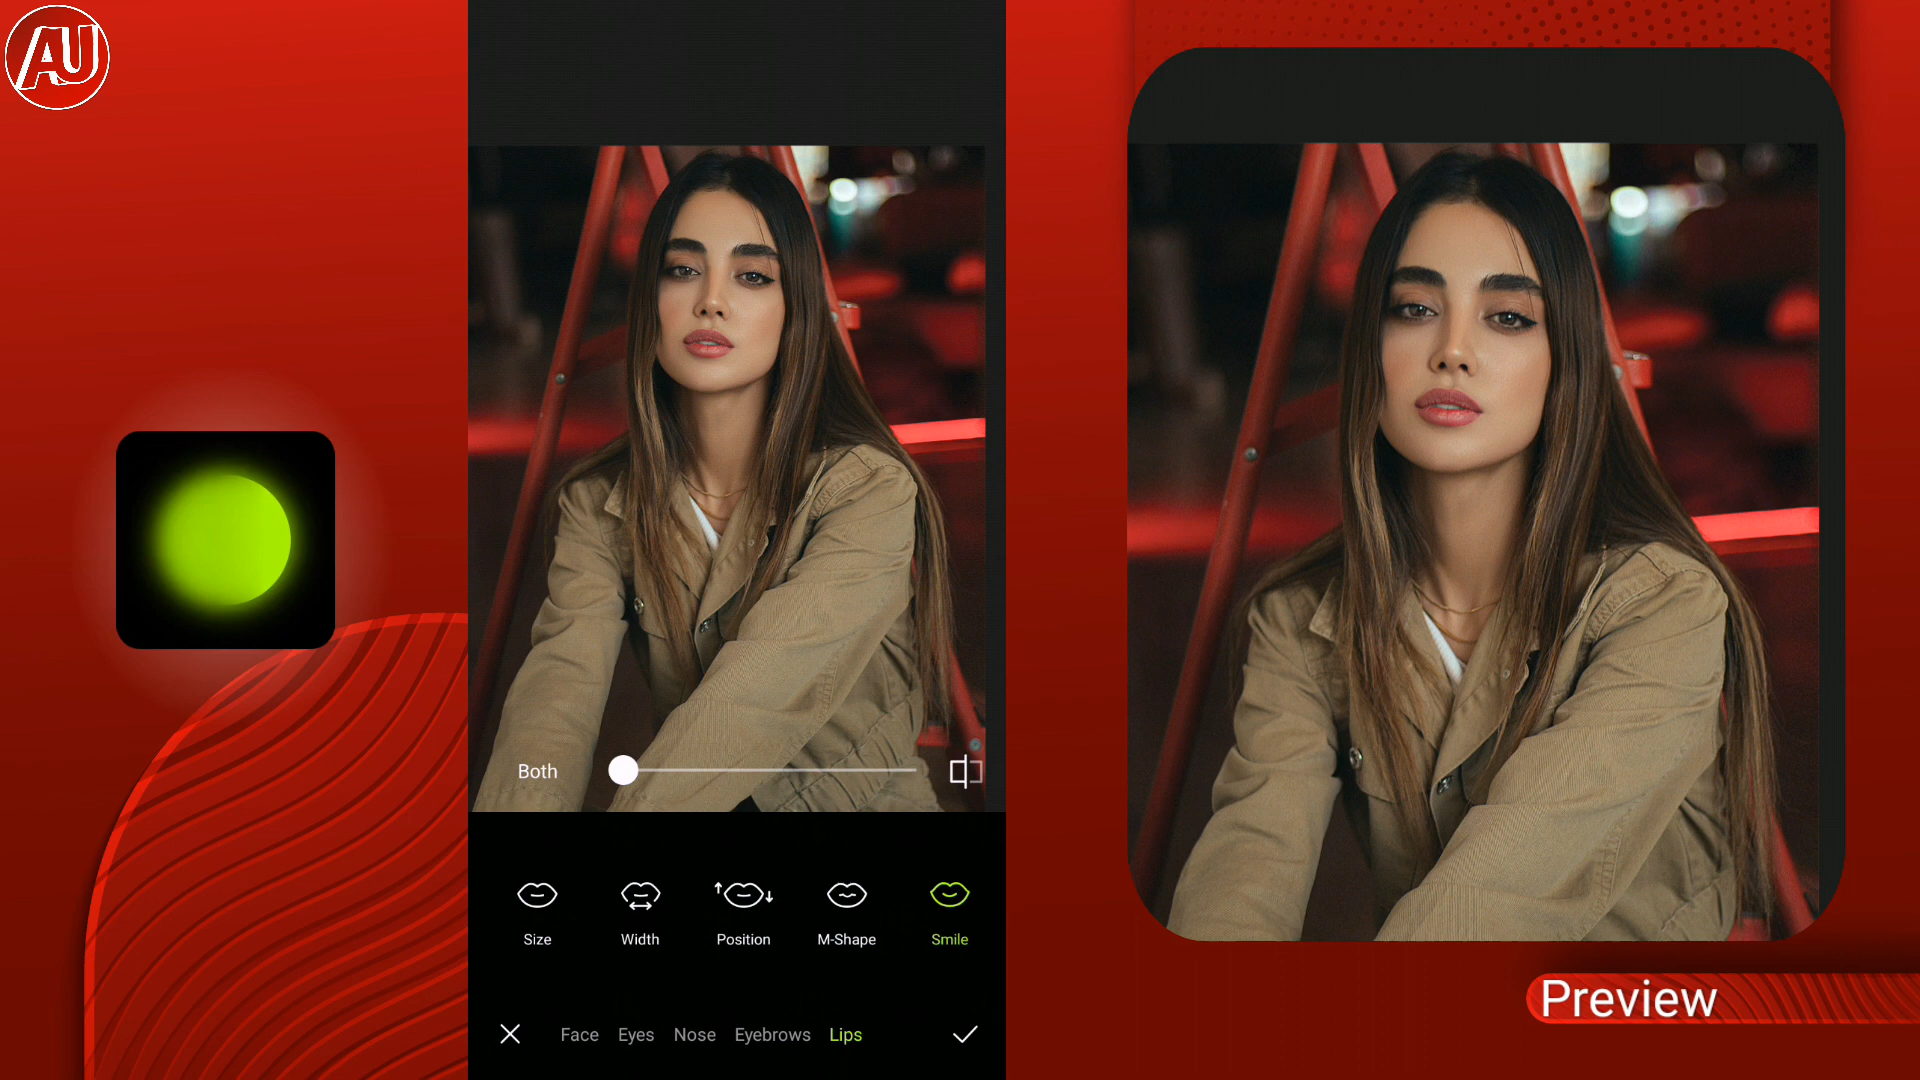 AU
Both
Size Width Position M-Shape Smile
Face Eyes Nose Eyebrows Lips
Preview